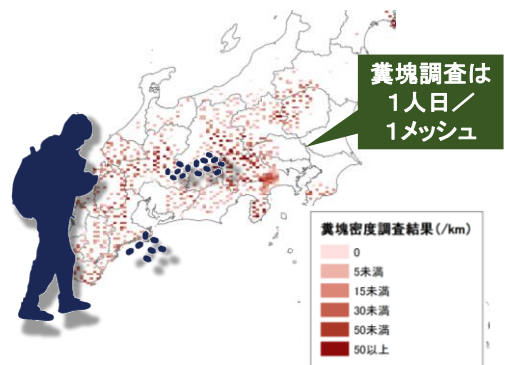 糞塊調査は
１人日／
１メッシュ
糞塊密度調査結果(/km)
0
5未満
15未満
30未満
50未満
50以上